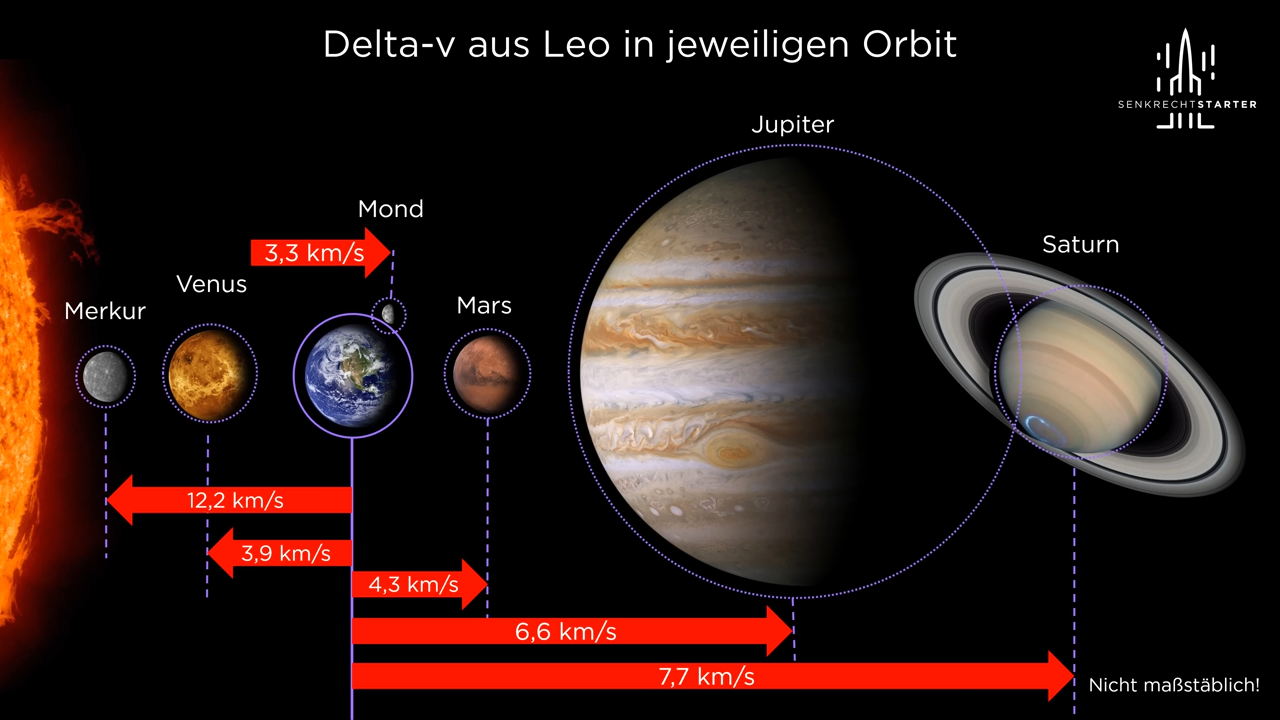 Delta-v aus Leo in jeweiligen Orbit
SENKRECHTSTARTER
Jupiter
Mond
Saturn
3,3 km/s
Venus
Merkur
Mars
12,2 km/s
3,9 km/s
4,3 km/s
6,6 km/s
7,7 km/s
Nicht maßstäblich!